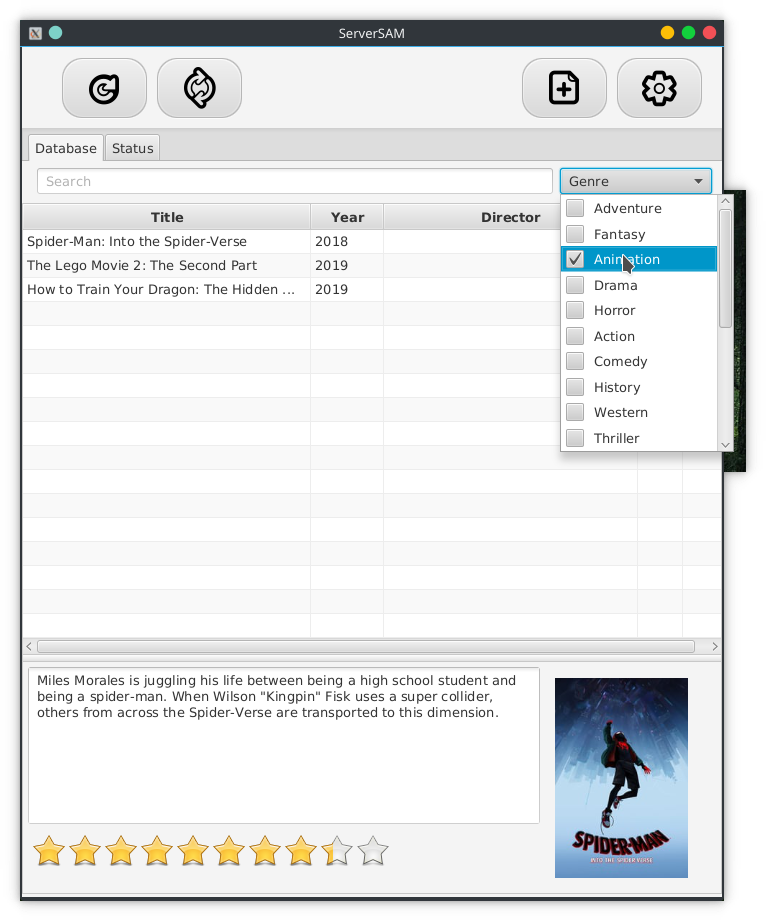 ServerSAM
Database
Status
Search
Genre
Title
Year
Director
Adventure
Fantasy
Animation
Drama
Horror
Action
Comedy
History
Western
Thriller
Spider-Man: Into the Spider-Verse
2018
The Lego Movie 2: The Second Part
2019
How to Train Your Dragon: The Hidden ...
2019
Miles Morales is juggling his life between being a high school student and
being a spider-man. When Wilson "Kingpin" Fisk uses a super collider,
others from across the Spider-Verse are transported to this dimension.
SPIDER-MAN
INTO THE SPIDER-VERSE